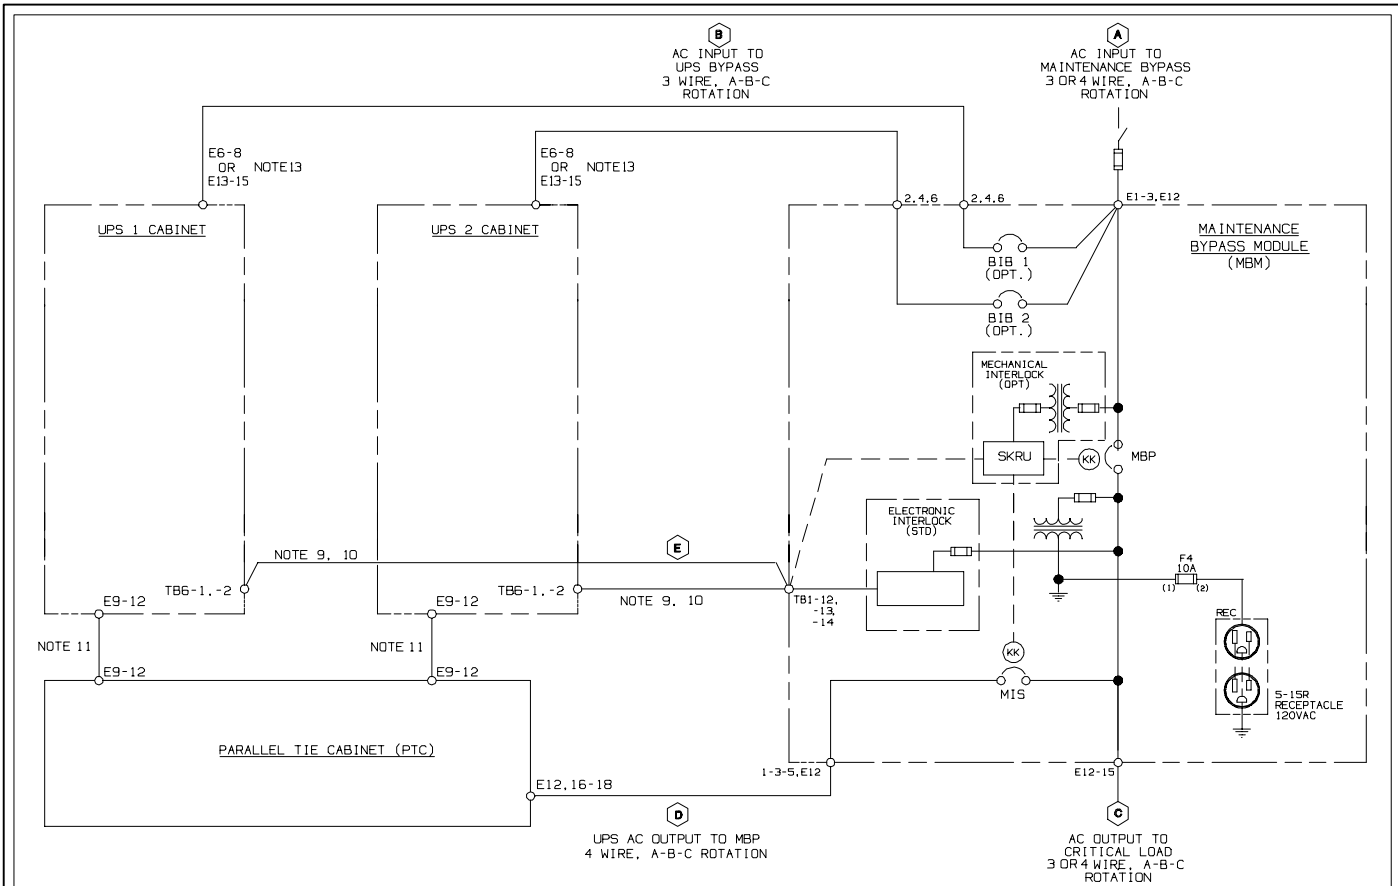 B
AC INPUT TO
UPS BYPASS
3 WIRE, A-B-C
ROTATION
A
AC INPUT TO
MAINTENANCE BYPASS
3 OR 4 WIRE, A-B-C
ROTATION
E6-8
OR NOTE13
E13-15
E6-8
OR NOTE13
E13-15
2,4,6
2,4,6
E1-3,E12
UPS 1 CABINET
UPS 2 CABINET
MAINTENANCE
BYPASS MODULE
(MBM)
BIB 1
(OPT.)
BIB 2
(OPT.)
MECHANICAL
INTERLOCK
(OPT)
SKRU
KK
MBP
ELECTRONIC
INTERLOCK
(STD)
NOTE 9, 10
E
F4
10A
(1)
(2)
TB6-1,-2
TB6-1,-2
NOTE 9, 10
TB1-12,
-13,
-14
E9-12
E9-12
REC
NOTE 11
NOTE 11
KK
E9-12
E9-12
MIS
5-15R
RECEPTACLE
120VAC
PARALLEL TIE CABINET (PTC)
1-3-5,E12
E12-15
E12,16-18
D
UPS AC OUTPUT TO MBP
4 WIRE, A-B-C ROTATION
C
AC OUTPUT TO
CRITICAL LOAD
3 OR 4 WIRE, A-B-C
ROTATION